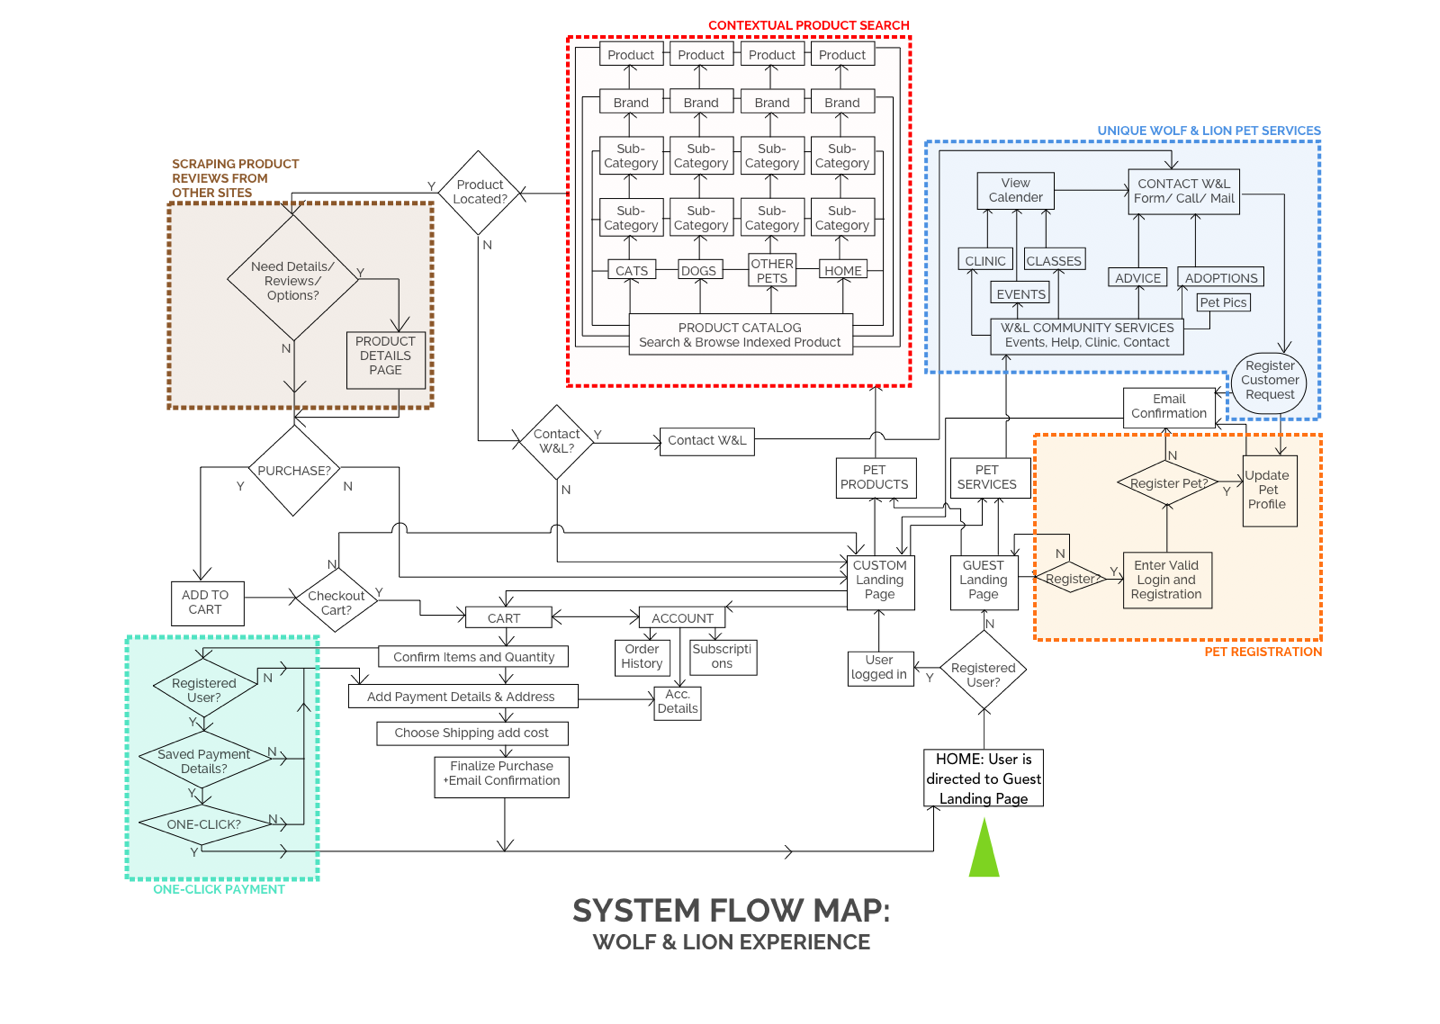 CONTEXTUAL PRODUCT SEARCH
Product
Product
Product
Product
Brand
Brand
Brand
Brand
Sub-
Category
Sub-
Category
Sub-
Category
Sub-
Category
Sub-
Category
Sub-
Category
Sub-
Category
Sub-
Category
CATS
DOGS
OTHER
PETS
HOME
PRODUCT CATALOG
Search & Browse Indexed Product
UNIQUE WOLF & LION PET SERVICES
View
Calender
CONTACT W&L
Form/ Call/ Mail
CLINIC
CLASSES
EVENTS
ADVICE
ADOPTIONS
Pet Pics
W&L COMMUNITY SERVICES
Events, Help, Clinic, Contact
Register
Customer
Request
SCRAPING PRODUCT
REVIEWS FROM
OTHER SITES
Product
Located?
Y
N
Need Details/
Reviews/
Options?
Y
N
PRODUCT
DETAILS
PAGE
PURCHASE?
Y
N
Contact
W&L?
Y
N
Contact W&L
PET
PRODUCTS
PET
SERVICES
Email
Confirmation
N
Register Pet?
Y
Update
Pet
Profile
N
Register?
Y
Enter Valid
Login and
Registration
PET REGISTRATION
ADD TO
CART
N
Checkout
Cart?
Y
CUSTOM
Landing
Page
GUEST
Landing
Page
CART
ACCOUNT
Order
History
Subscripti
ons
Acc.
Details
User
logged in
N
Y
Registered
User?
Confirm Items and Quantity
Add Payment Details & Address
Choose Shipping add cost
Finalize Purchase
+Email Confirmation
Registered
User?
N
Y
Saved Payment
Details?
N
Y
ONE-CLICK?
N
Y
ONE-CLICK PAYMENT
HOME: User is
directed to Guest
Landing Page
SYSTEM FLOW MAP:
WOLF & LION EXPERIENCE